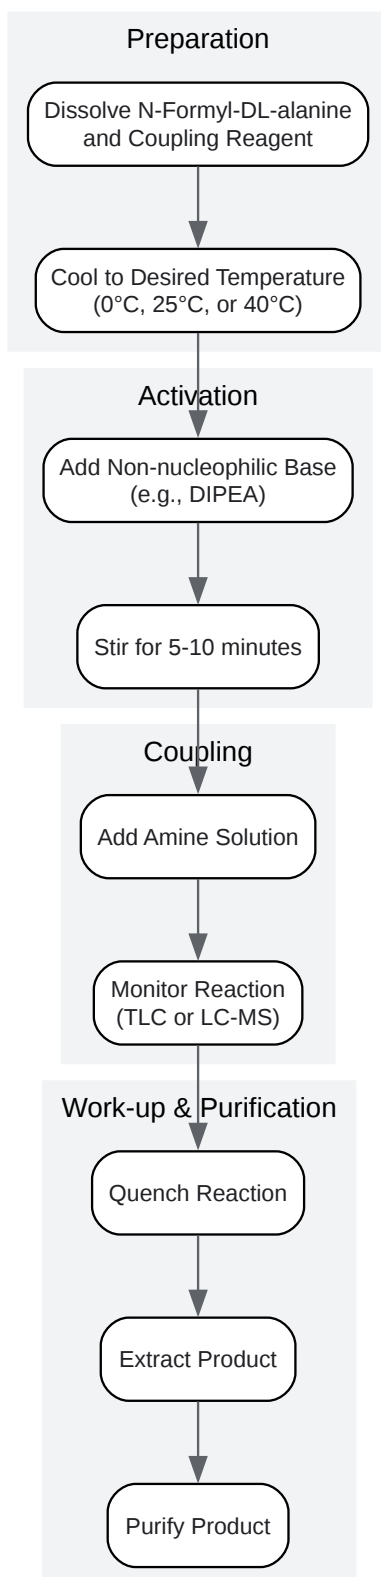 Preparation
Dissolve N-Formyl-DL-alanine
and Coupling Reagent
Cool to Desired Temperature
(0°C, 25°C, or 40°C)
Activation
Add Non-nucleophilic Base
(e.g., DIPEA)
Stir for 5-10 minutes
Coupling
Add Amine Solution
Monitor Reaction
(TLC or LC-MS)
Work-up & Purification
Quench Reaction
Extract Product
Purify Product